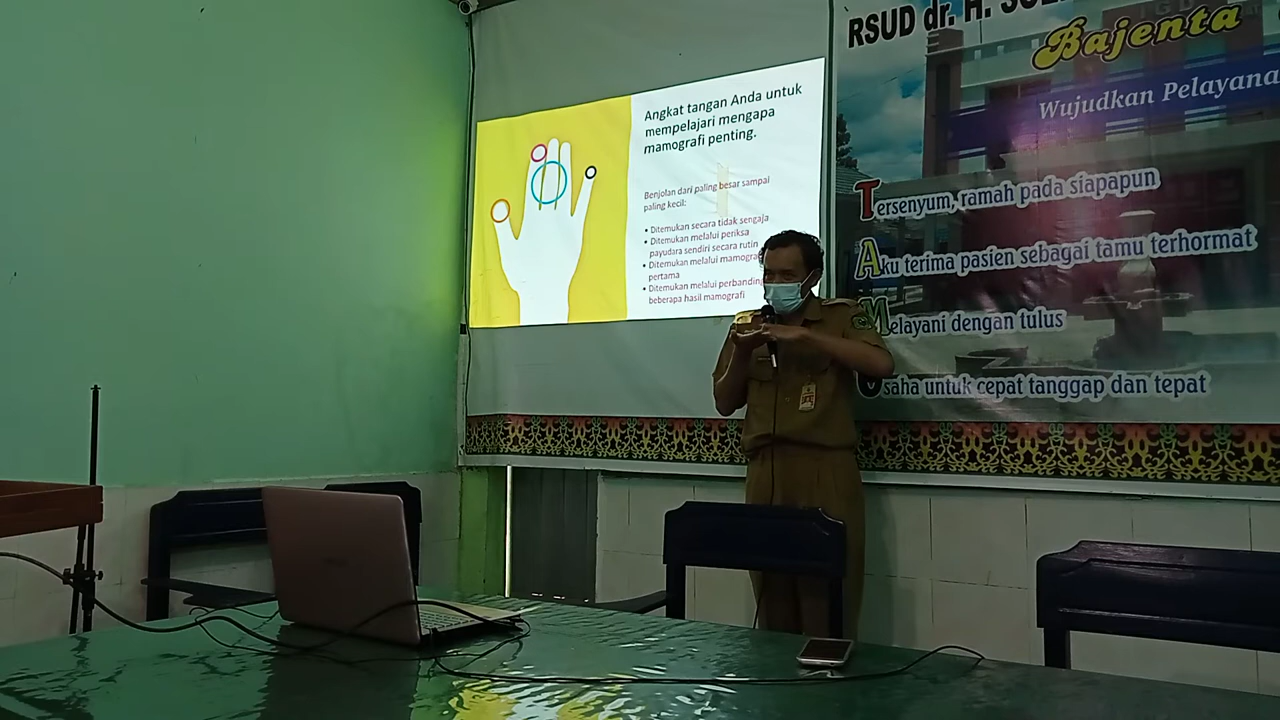 Angkat tangan Anda untuk
mempelajari mengapa
mamografi penting.
Benjolan dari paling besar sampai
paling kecil:
• Ditemukan secara tidak sengaja
• Ditemukan melalui periksa
payudara sendiri secara rutin
• Ditemukan melalui
pertama
• Ditemukan melalui
beberapa hasil mamografi
RSUD dr. H.
Bajenta
Wujudkan
Tersenyum, ramah pada siapapun
Aku terima pasien sebagai tamu terhormat
Melayani dengan tulus
Usaha untuk cepat tanggap dan tepat